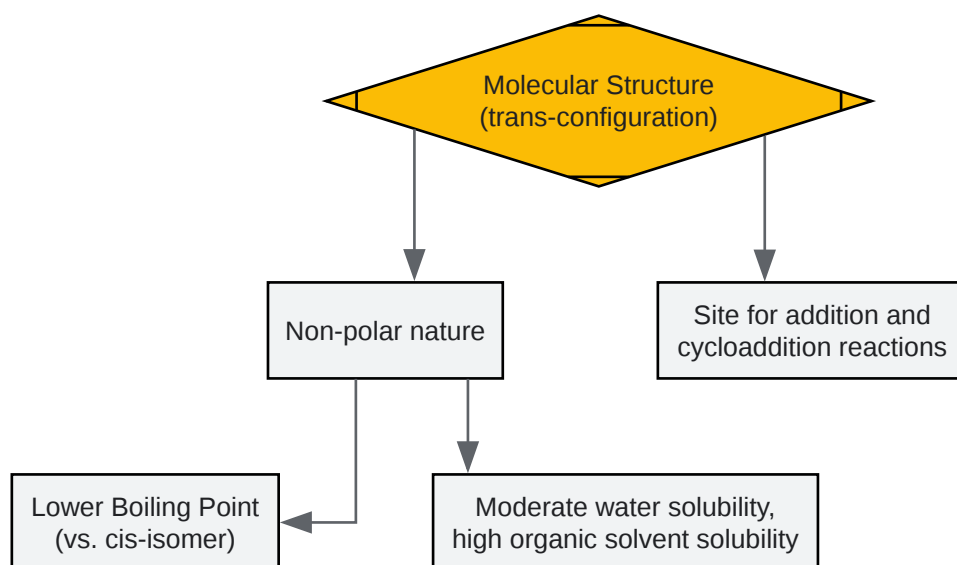 Molecular Structure
(trans-configuration)
Non-polar nature
Site for addition and
cycloaddition reactions
Lower Boiling Point
(vs. cis-isomer)
Moderate water solubility,
high organic solvent solubility